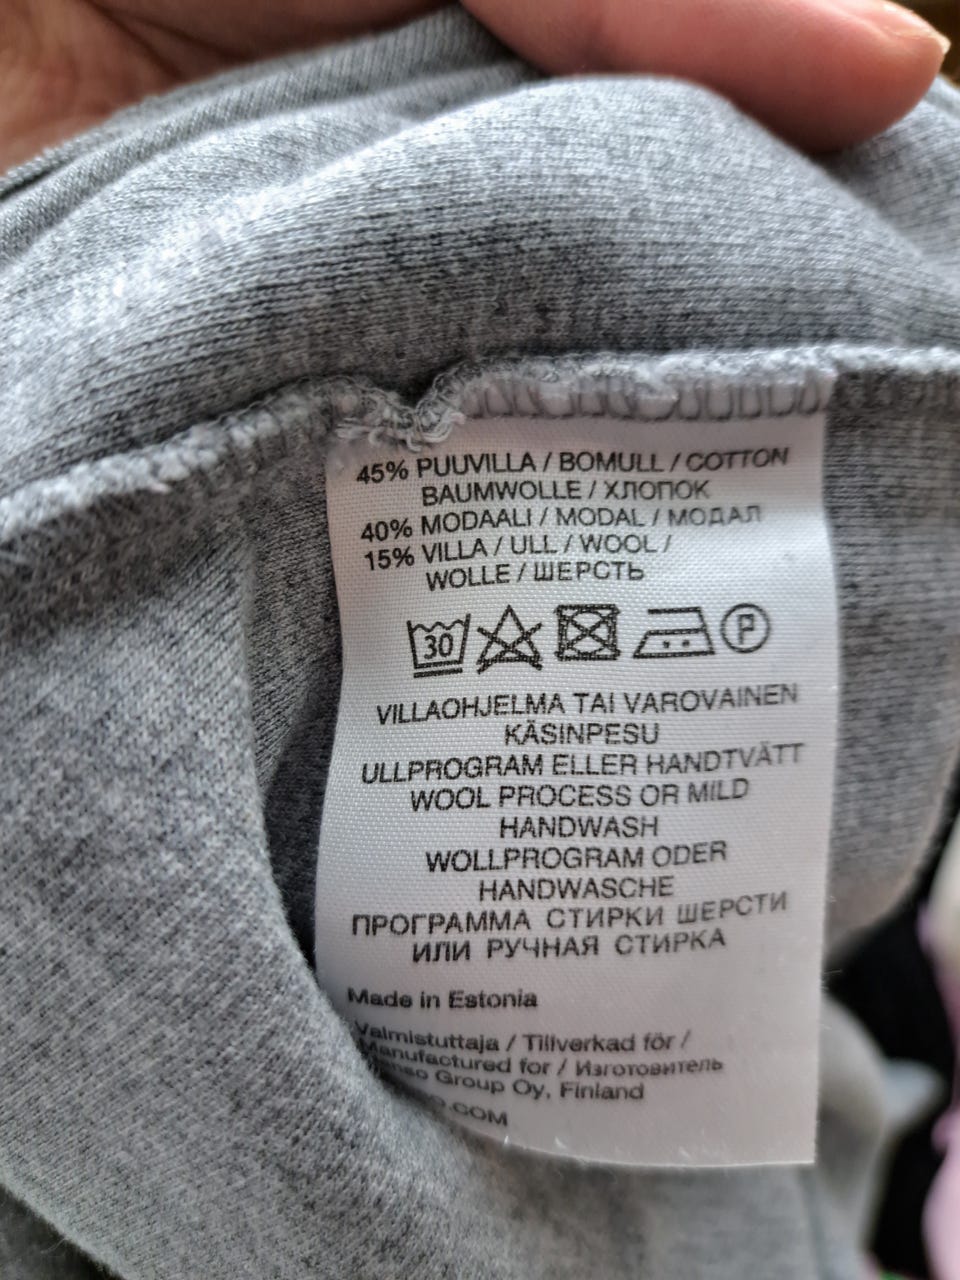 45% PUUVILLA / BOMULL / COTTON
BAUMWOLLE / ХЛОПОК
40% MODAALI / MODAL / МОДАЛ
15% VILLA / ULL / WOOL /
WOLLE / ШЕРСТЬ
30 P
VILLAOHJELMA TAI VAROVAINEN
KÄSINPESU
ULLPROGRAM ELLER HANDTVÄTT
WOOL PROCESS OR MILD
HANDWASH
WOLLPROGRAM ODER
HANDWASCHE
ПРОГРАММА СТИРКИ ШЕРСТИ
ИЛИ РУЧНАЯ СТИРКА
Made in Estonia
Valmistuttaja / Tillverkad för /
Manufactured for / Изготовитель
Group Oy, Finland
.COM